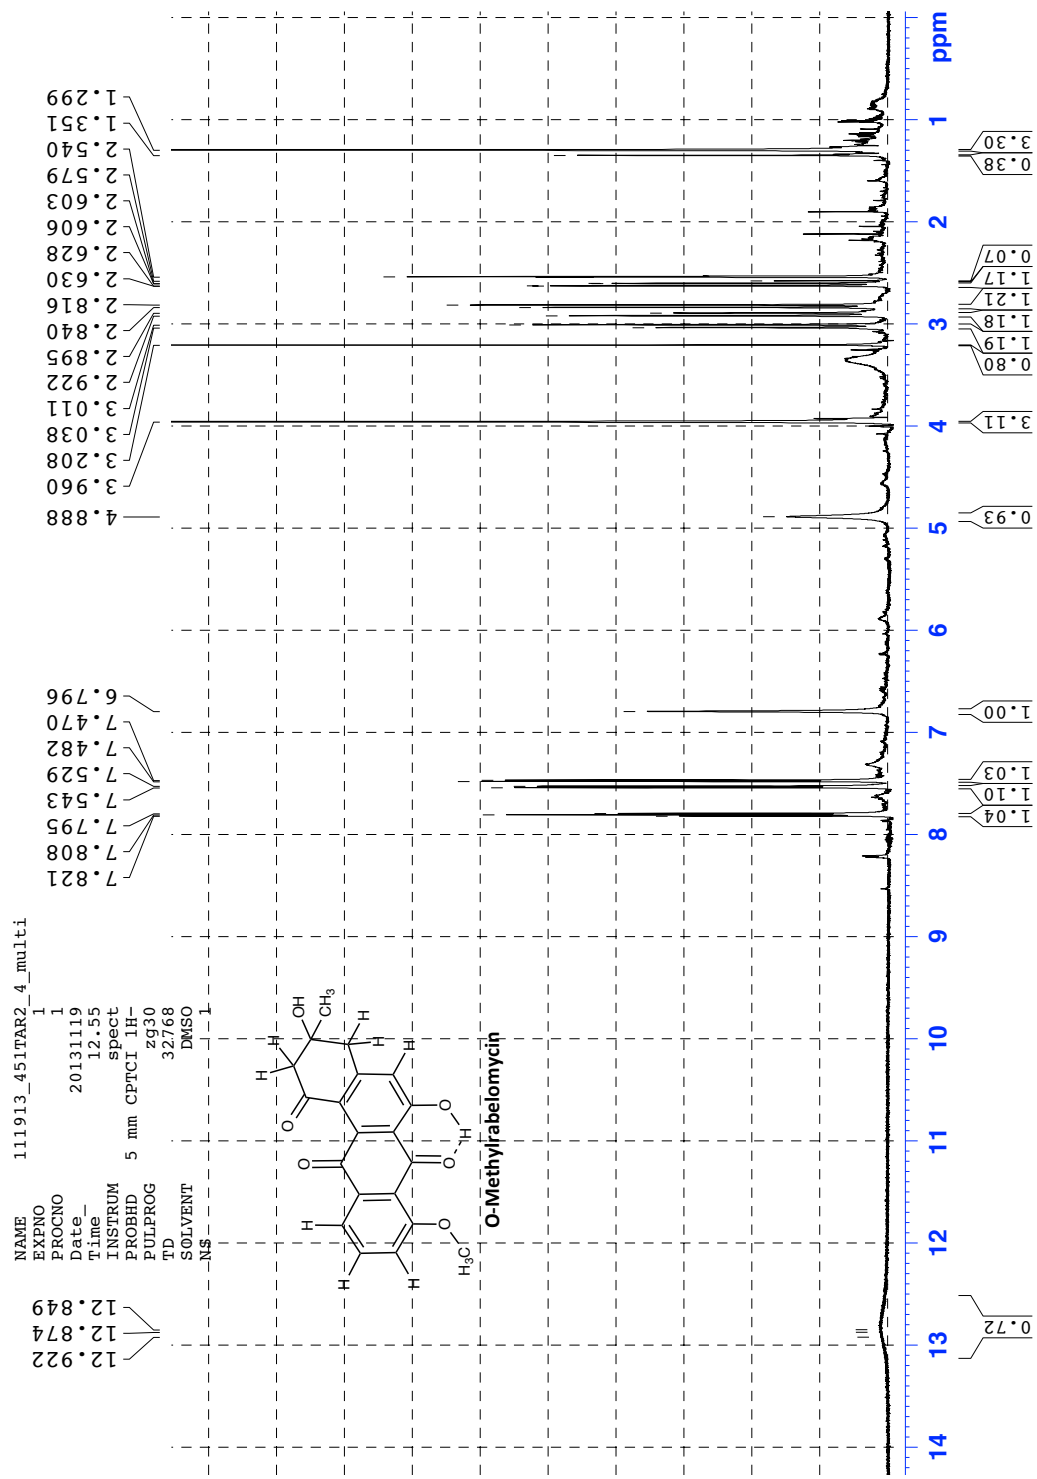 NAME 111913_451TAR2_4_multi
EXPNO 1
PROCNO 1
Date_ 20131119
Time 12.55
INSTRUM spect
PROBHD 5 mm CPTCI 1H-
PULPROG zg30
TD 32768
SOLVENT DMSO
NS 1
12.922
12.874
12.849
7.821
7.808
7.795
7.543
7.529
7.482
7.470
6.796
4.888
3.960
3.208
3.038
3.011
2.922
2.895
2.840
2.816
2.630
2.628
2.606
2.603
2.579
2.540
1.351
1.299
O
O
O
O
O
H
H
H
H
H
H
H
H
H
OH
CH3
H3C
O-Methylrabelomycin
14 13 12 11 10 9 8 7 6 5 4 3 2 1 ppm
0.72
1.04
1.10
1.03
1.00
0.93
3.11
0.80
1.19
1.18
1.21
1.17
0.07
0.38
3.30